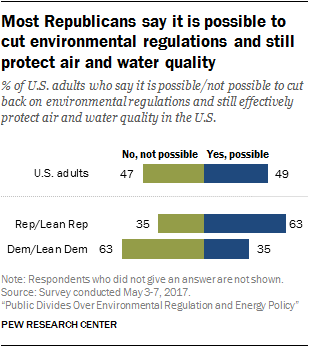 Most Republicans say it is possible to
cut environmental regulations and still
protect air and water quality
% of U.S. adults who say it is possible/not possible to cut
back on environmental regulations and still effectively
protect air and water quality in the U.S.
No, not possible Yes, possible
U.S. adults 47 49
Rep/Lean Rep 35 63
Dem/Lean Dem 63 35
Note: Respondents who did not give an answer are not shown.
Source: Survey conducted May 3-7, 2017.
“Public Divides Over Environmental Regulation and Energy Policy”
PEW RESEARCH CENTER